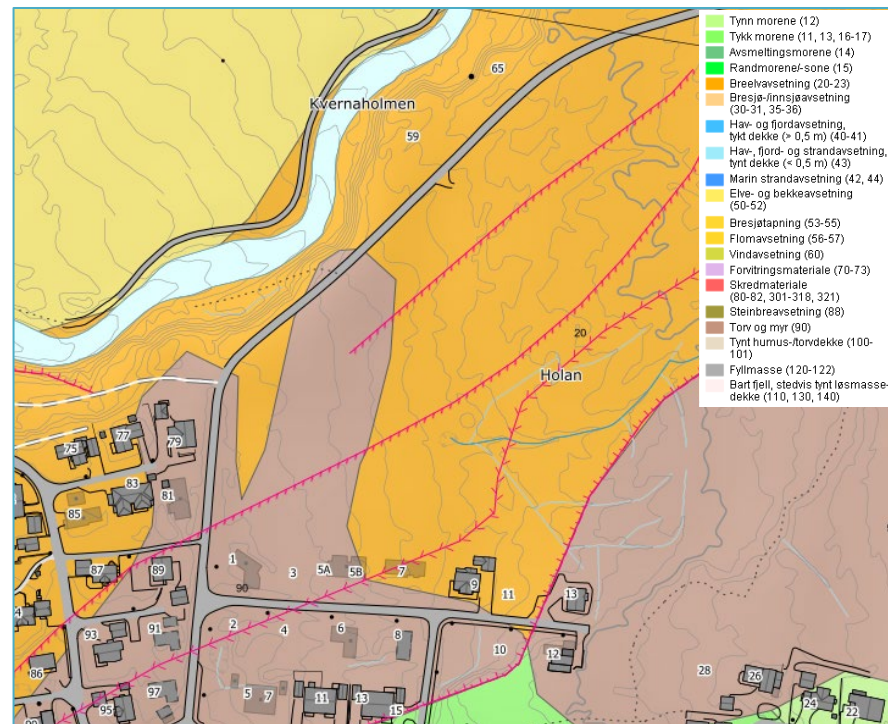 Tynn morene (12)
Tykk morene (11, 13, 16-17)
Avsmeltingsmorene (14)
Randmorene/-sone (15)
Breelvavsetning (20-23)
Bresjø-/innsjøavsetning
(30-31, 35-36)
Hav- og fjordavsetning,
tykt dekke (> 0,5 m) (40-41)
Hav-, fjord- og strandavsetning,
tynt dekke (< 0,5 m) (43)
Marin strandavsetning (42, 44)
Elve- og bekkeavsetning
(50-52)
Bresjøtapning (53-55)
Flomavsetning (56-57)
Vindavsetning (60)
Forvitringsmateriale (70-73)
Skredmateriale
(80-82, 301-318, 321)
Steinbreavsetning (88)
Torv og myr (90)
Tynt humus-/torvdekke (100-
101)
Fyllmasse (120-122)
Bart fjell, stedvis tynt løsmasse-
dekke (110, 130, 140)
65
Kvernaholmen
59
20
Holan
75
77
79
83
81
85
87
89
1
90
3
5A
5B
7
9
11
13
93
91
2
4
6
8
10
12
86
97
95
5
7
11
13
15
28
26
24
22